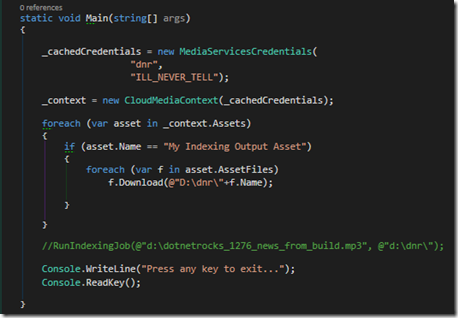 0 references
static void Main(string[] args)
{
_cachedCredentials = new MediaServicesCredentials(
"dnr",
"ILL_NEVER_TELL");
_context = new CloudMediaContext(_cachedCredentials);
foreach (var asset in _context.Assets)
{
if (asset.Name == "My Indexing Output Asset")
{
foreach (var f in asset.AssetFiles)
f.Download(@"D:\dnr\"+f.Name);
}
}
//RunIndexingJob(@"d:\dotnetrocks_1276_news_from_build.mp3", @"d:\dnr\");
Console.WriteLine("Press any key to exit...");
Console.ReadKey();
}